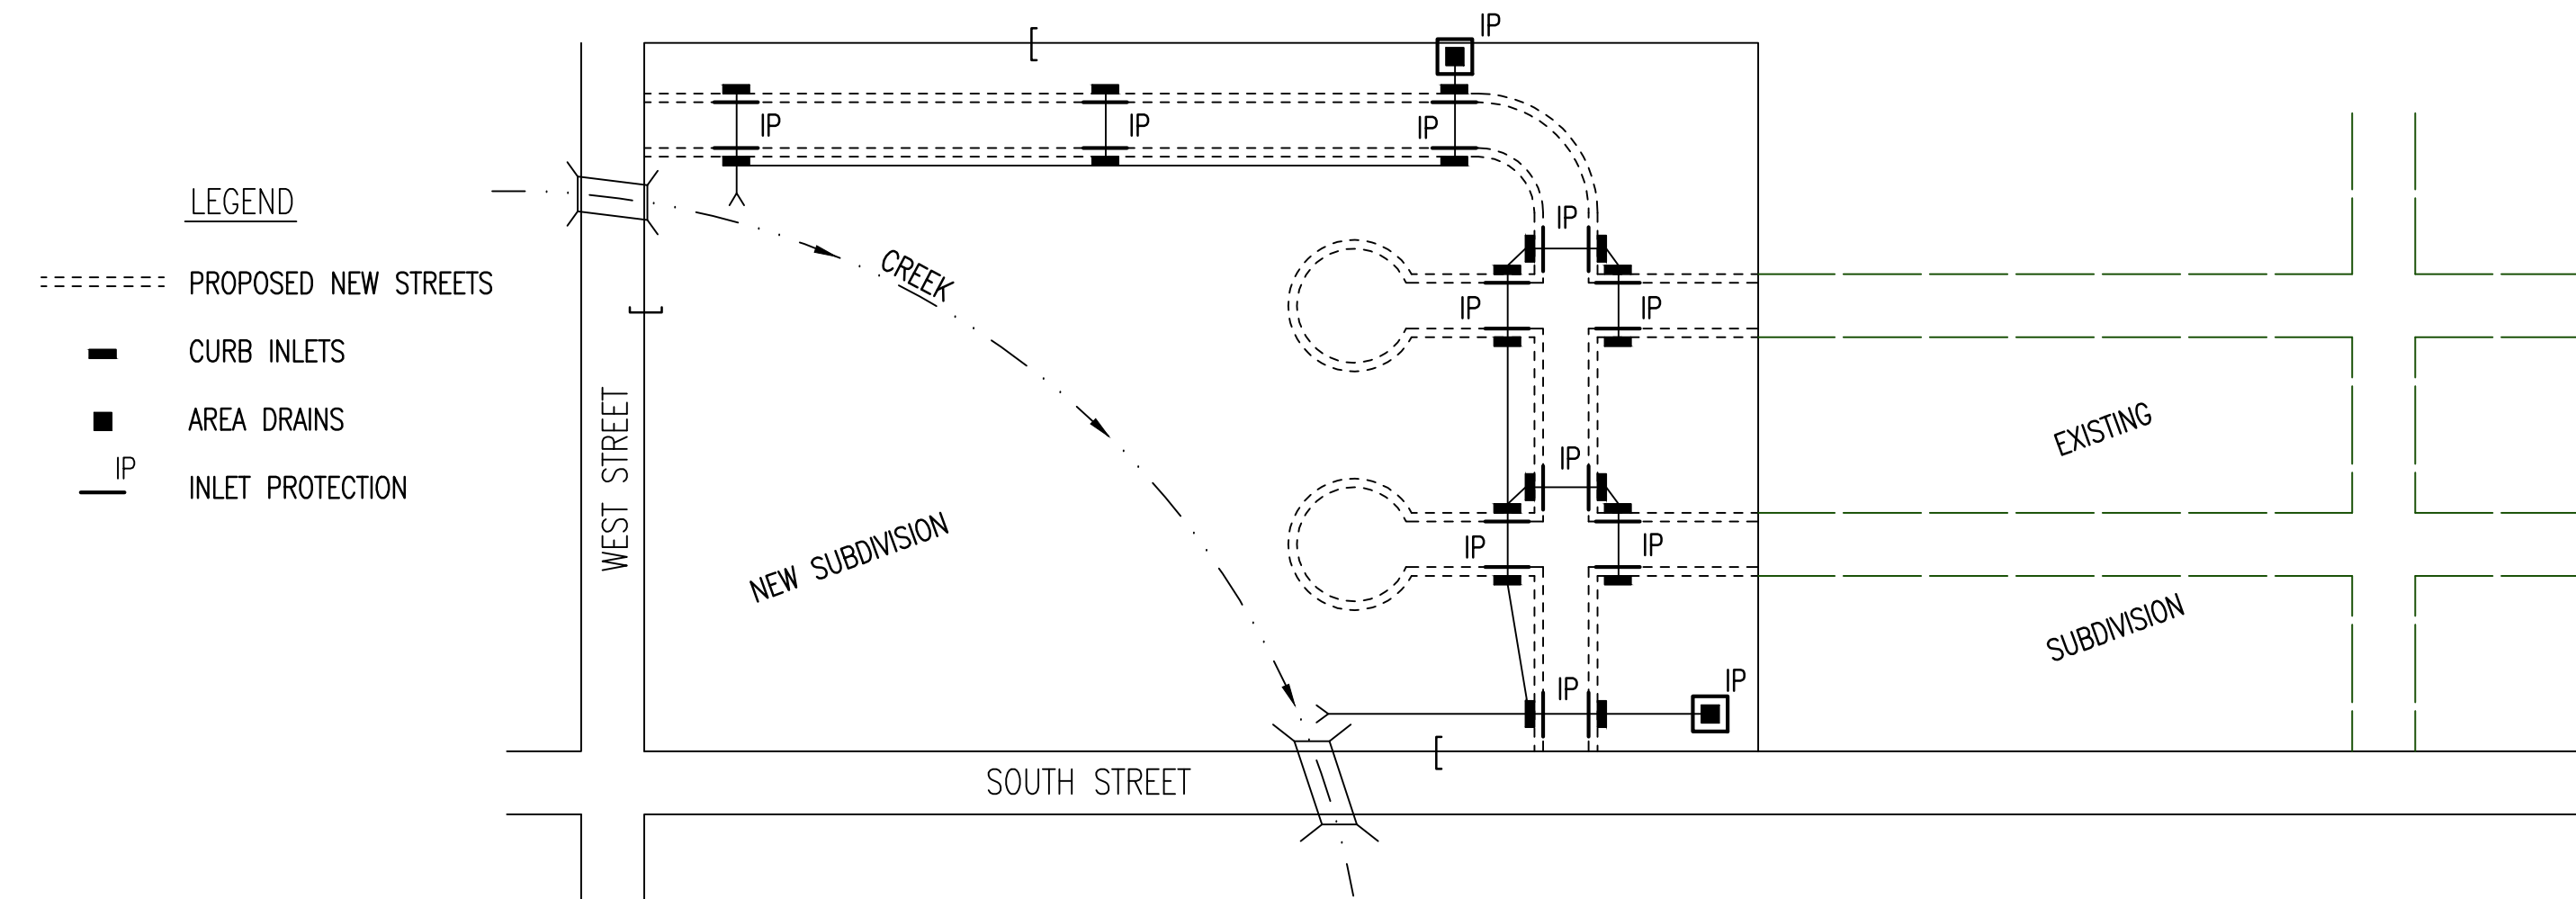 IP
IP
IP
IP
LEGEND
IP
CREEK
PROPOSED NEW STREETS
IP
IP
CURB INLETS
AREA DRAINS
WEST STREET
EXISTING
IP
IP
INLET PROTECTION
NEW SUBDIVISION
IP
IP
SUBDIVISION
IP
IP
SOUTH STREET